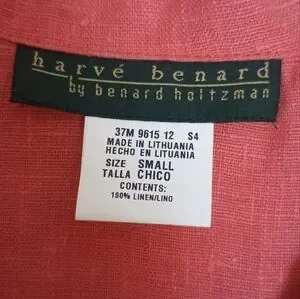 harvé benard
by benard holtzman
37M 9615 12 S4
MADE IN LITHUANIA
HECHO EN LITUANIA
SIZE SMALL
TALLA CHICO
CONTENTS:
100% LINEN/LINO